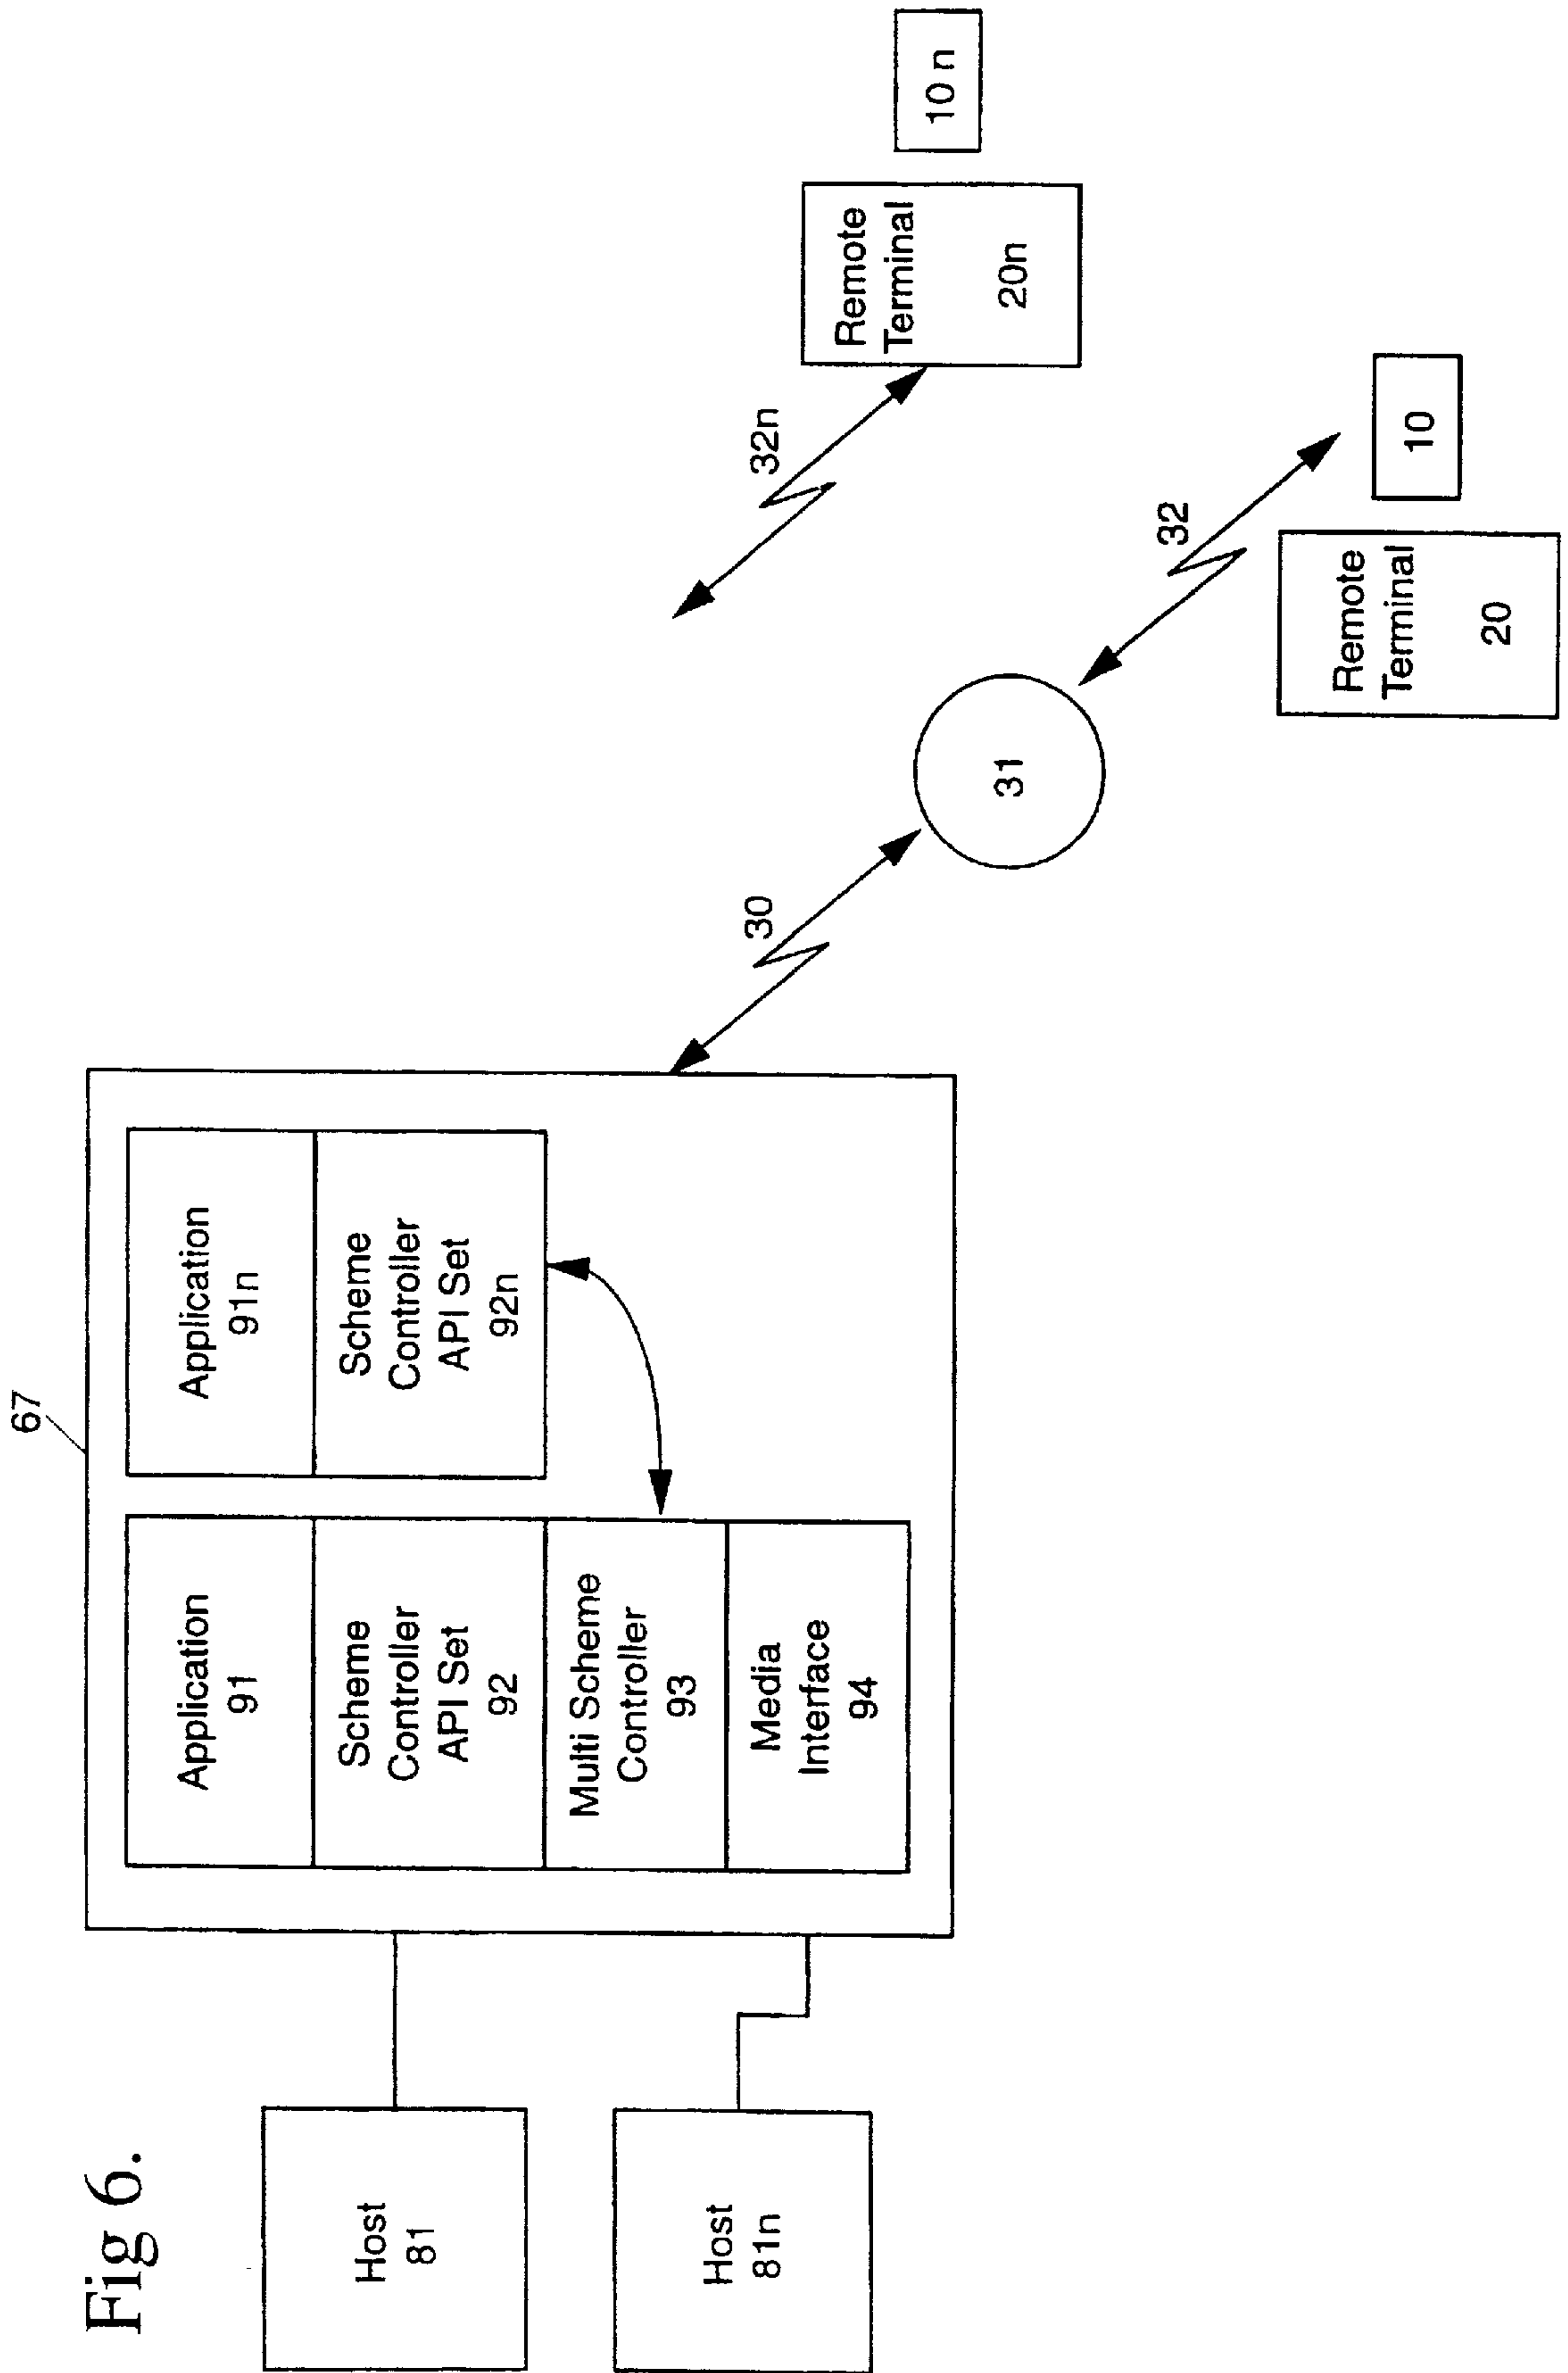 Fig 6.
67
Host
81
Host
81n
Application
91
Scheme
Controller
API Set
92
Multi Scheme
Controller
93
Media
Interface
94
Application
91n
Scheme
Controller
API Set
92n
30
31
32n
32
Remote
Terminal
20n
10 n
Remote
Terminal
20
10